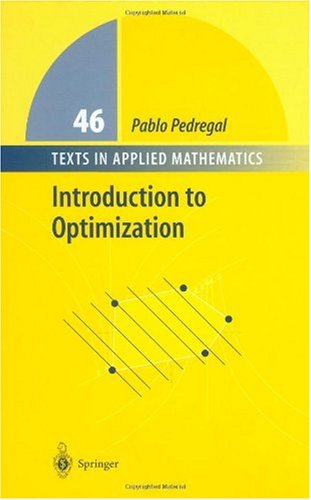 46
Pablo Pedregal
TEXTS IN APPLIED MATHEMATICS
Introduction to
Optimization
Springer